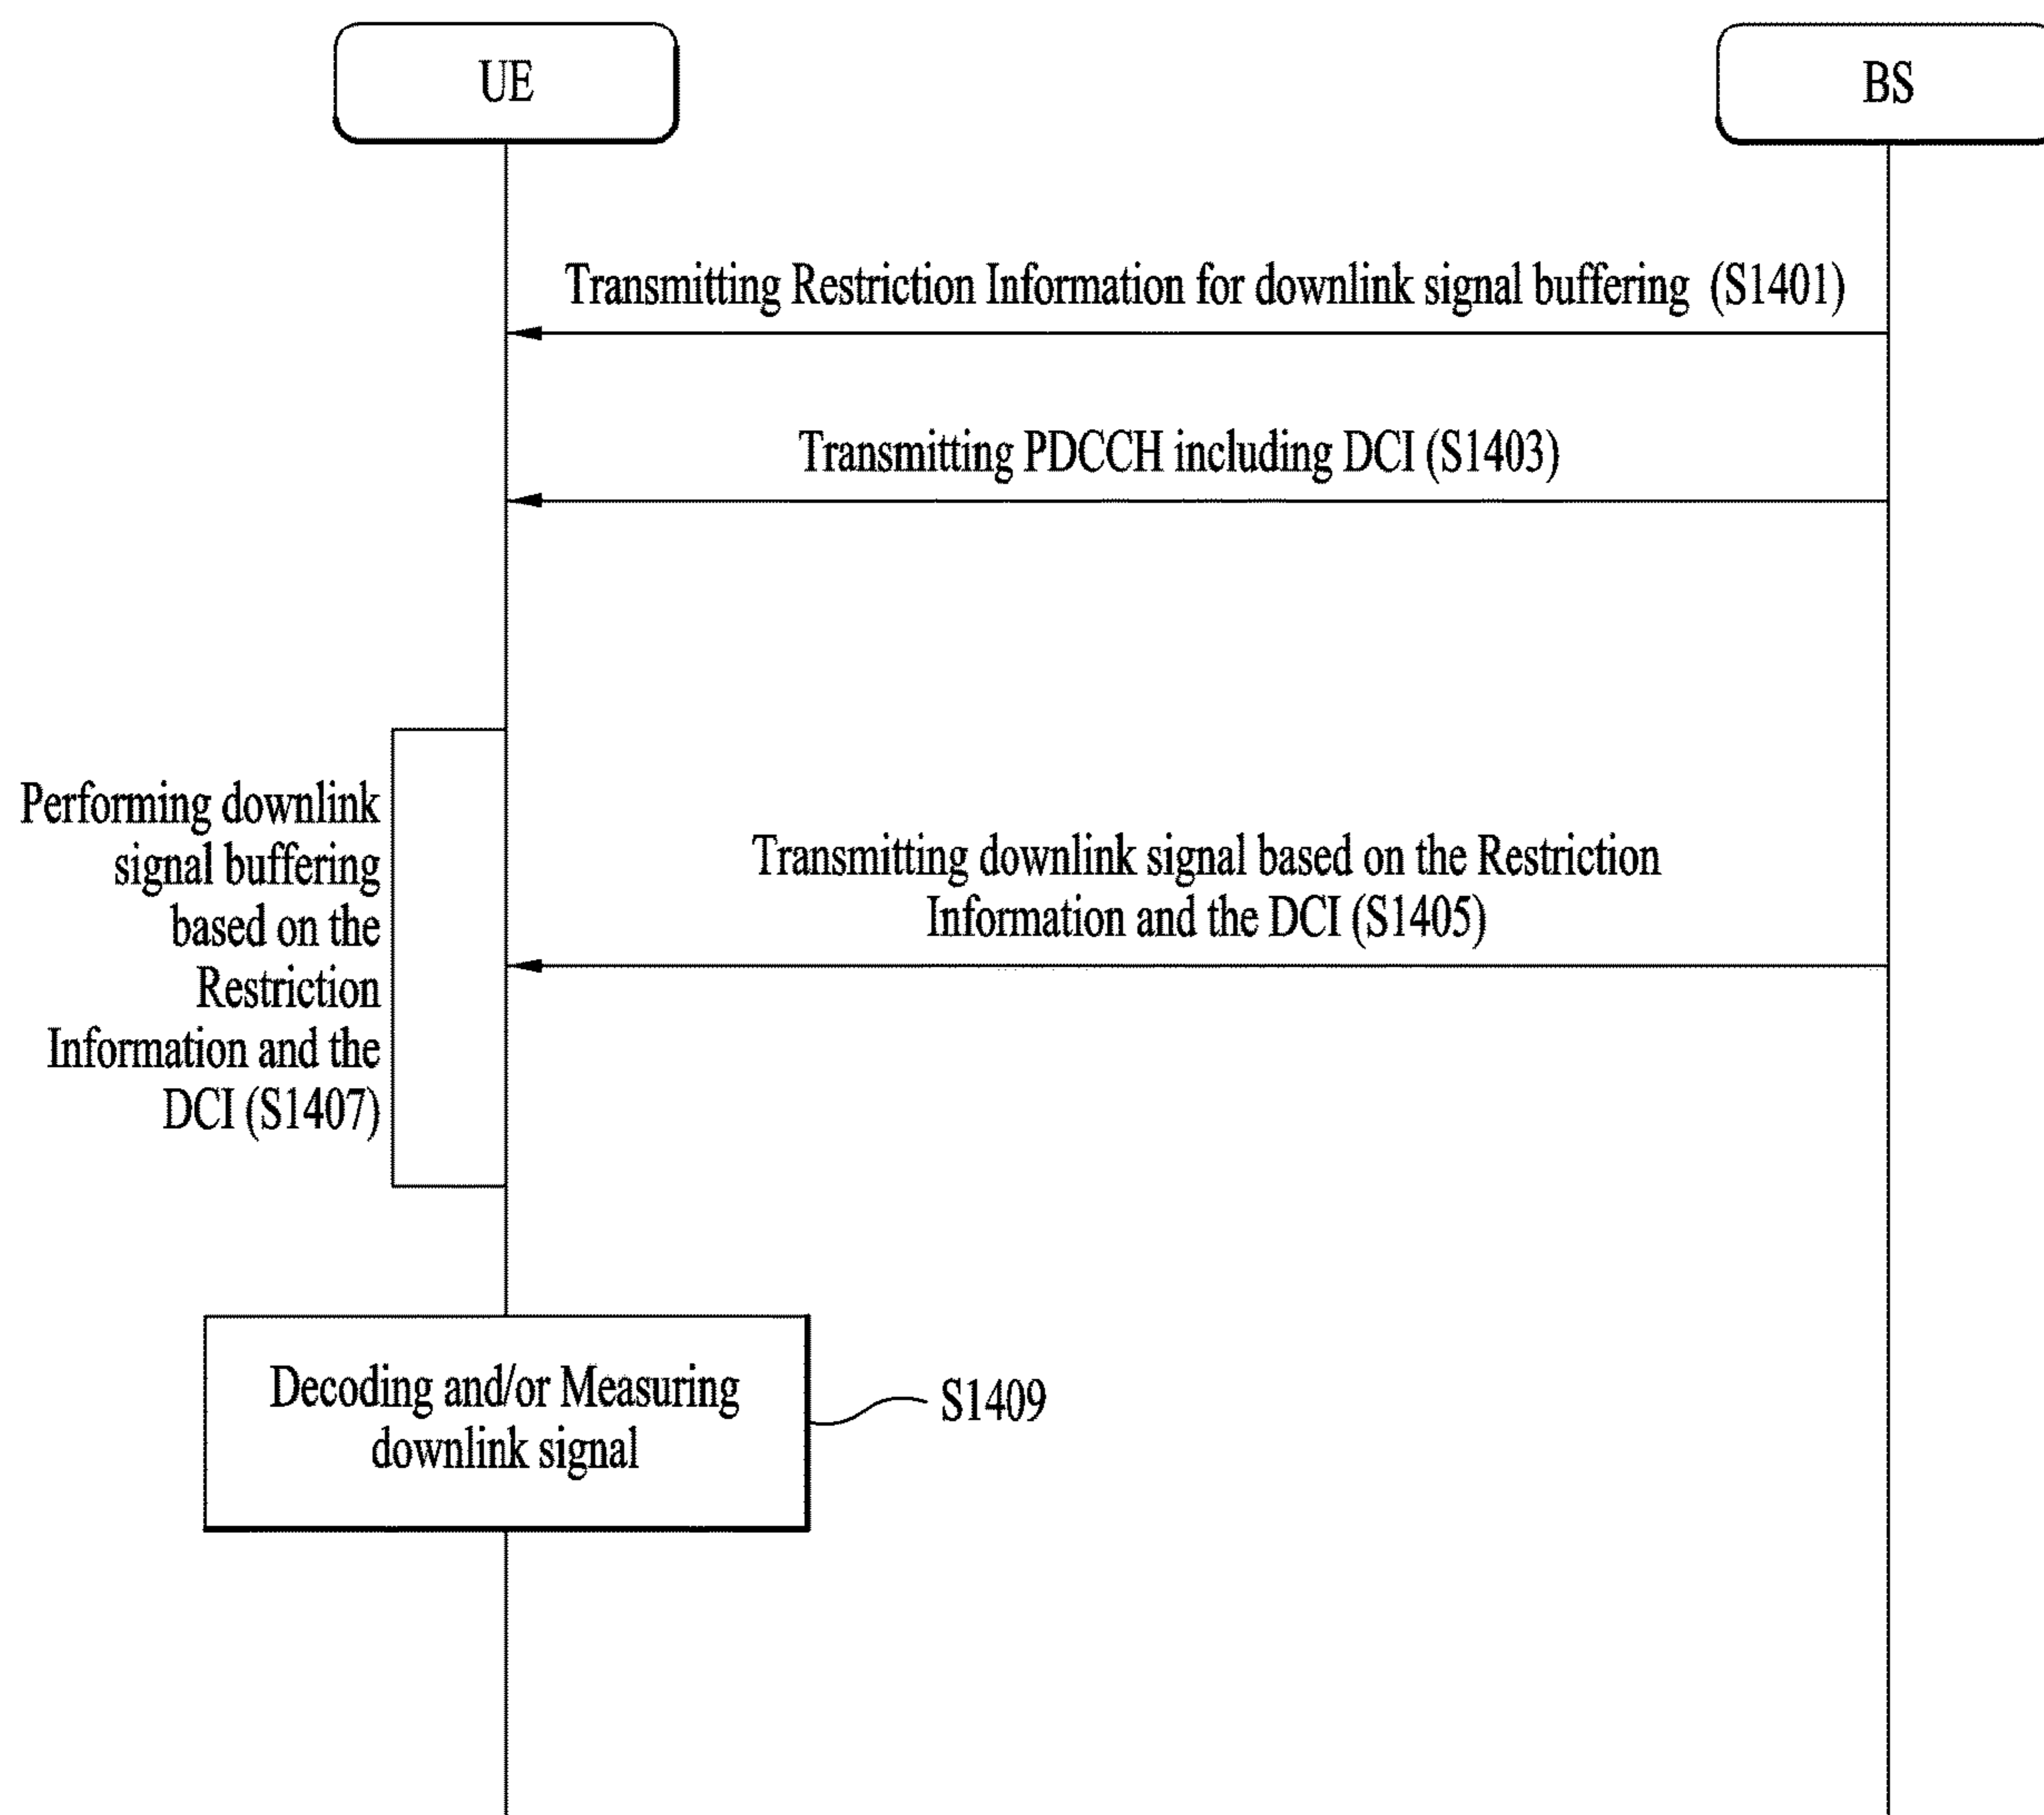 UE
BS
Transmitting Restriction Information for downlink signal buffering (S1401)
Transmitting PDCCH including DCI (S1403)
Performing downlink
signal buffering
based on the
Restriction
Information and the
DCI (S1407)
Transmitting downlink signal based on the Restriction
Information and the DCI (S1405)
Decoding and/or Measuring
downlink signal
S1409